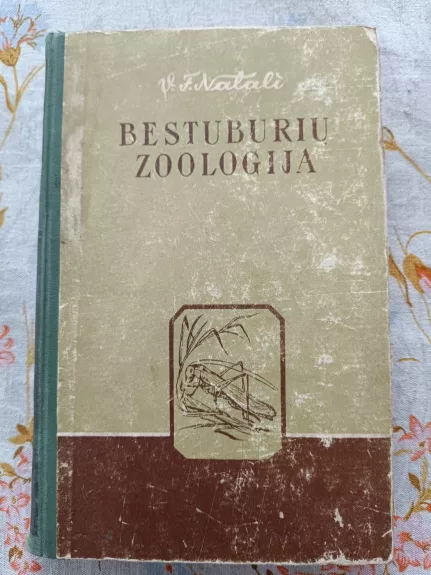 V. F. Natali
BESTUBURIŲ
ZOOLOGIJA